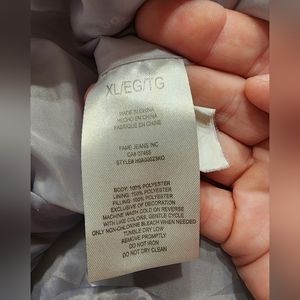 XL/EG/TG
MADE IN CHINA
HECHO EN CHINA
FABRIQUE EN CHINE
FAME JEANS INC
CA# 07455
BODY: 100% POLYESTER
LINING: 100% POLYESTER
FILLING: 100% POLYESTER
EXCLUSIVE OF DECORATION
MACHINE WASH COLD OR REVERSE
WITH LIKE COLORS, GENTLE CYCLE
ONLY NON-CHLORINE BLEACH WHEN NEEDED
TUMBLE DRY LOW
REMOVE PROMPTLY
DO NOT IRON
DO NOT DRY CLEAN